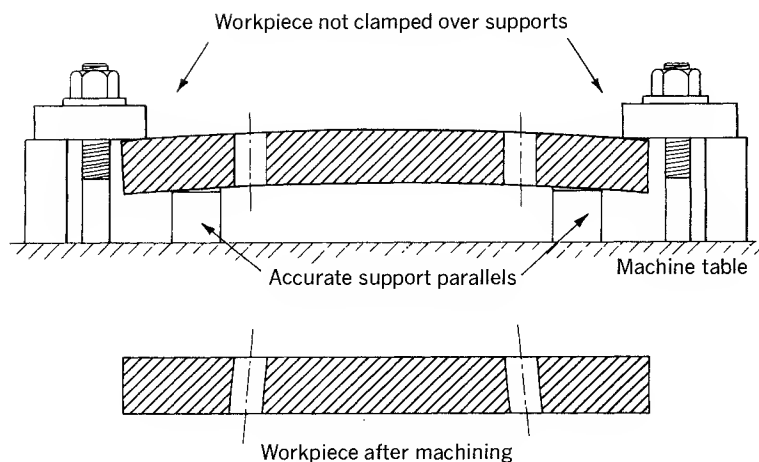 Workpiece not clamped over supports
Accurate support parallels
Machine table
Workpiece after machining